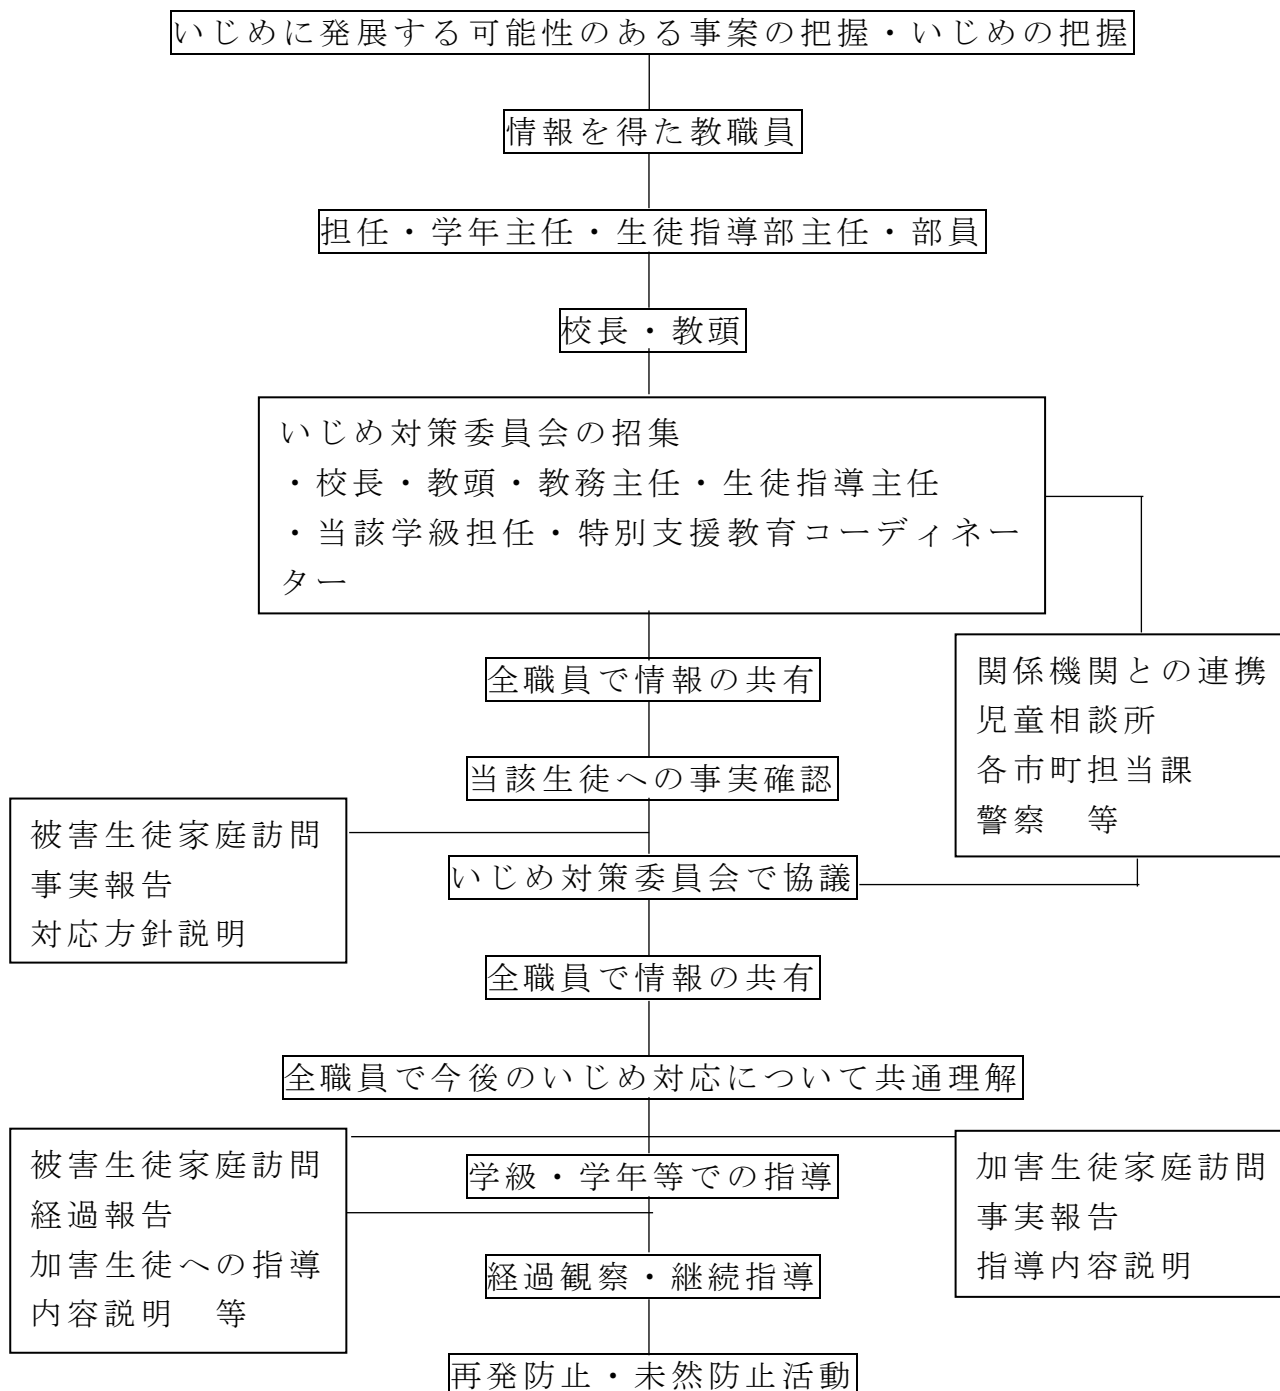 いじめに発展する可能性のある事案の把握・いじめの把握
情報を得た教職員
担任・学年主任・生徒指導部主任・部員
校長・教頭
いじめ対策委員会の招集
・校長・教頭・教務主任・生徒指導主任
・当該学級担任・特別支援教育コーディネー
ター
全職員で情報の共有
関係機関との連携
児童相談所
各市町担当課
警察　等
当該生徒への事実確認
被害生徒家庭訪問
事実報告
対応方針説明
いじめ対策委員会で協議
全職員で情報の共有
全職員で今後のいじめ対応について共通理解
被害生徒家庭訪問
経過報告
加害生徒への指導
内容説明　等
学級・学年等での指導
加害生徒家庭訪問
事実報告
指導内容説明
経過観察・継続指導
再発防止・未然防止活動